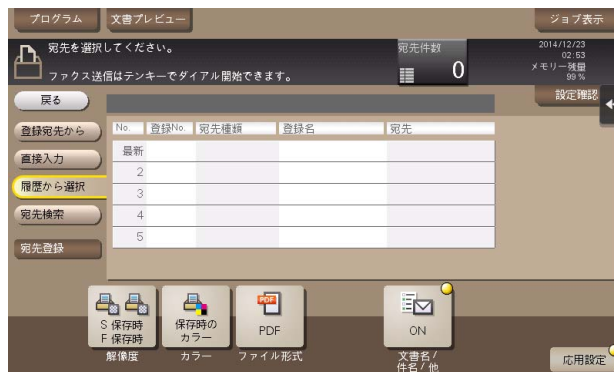 プログラム
文書プレビュー
ジョブ表示
宛先を選択してください。
ファクス送信はテンキーでダイアル開始できます。
宛先件数
0
2014/12/23
02:53
メモリー残量
99 %
戻る
設定確認
登録宛先から
直接入力
履歴から選択
宛先検索
宛先登録
No. 登録No. 宛先種類 登録名 宛先
最新
2
3
4
5
S 保存時
F 保存時
解像度
保存時の
カラー
カラー
PDF
PDF
ファイル形式
ON
文書名/
件名/他
応用設定